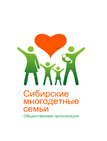 Сибирские
многодетные
семьи
Общественная организация